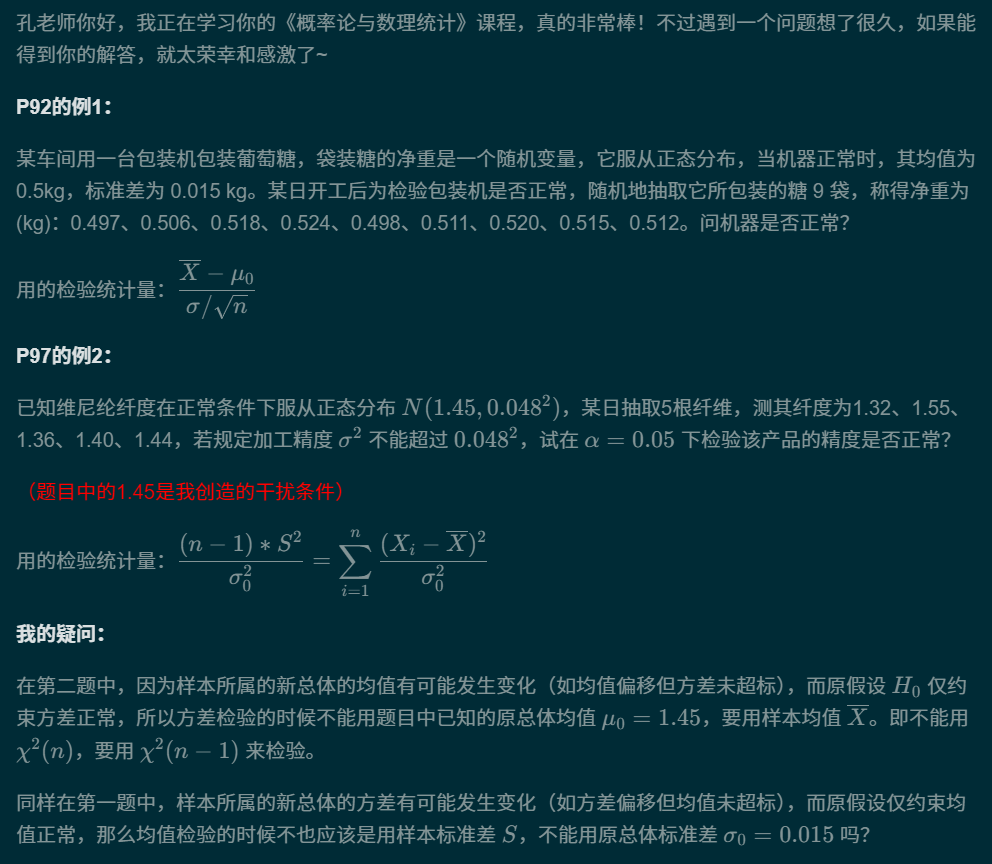 孔老师你好，我正在学习你的《概率论与数理统计》课程，真的非常棒！不过遇到一个问题想了很久，如果能
得到你的解答，就太荣幸和感激了~
P92的例1：
某车间用一台包装机包装葡萄糖，袋装糖的净重是一个随机变量，它服从正态分布，当机器正常时，其均值为
0.5kg，标准差为 0.015 kg。某日开工后为检验包装机是否正常，随机地抽取它所包装的糖 9 袋，称得净重为
(kg)：0.497、0.506、0.518、0.524、0.498、0.511、0.520、0.515、0.512。问机器是否正常？
用的检验统计量：$\frac{\overline{X}-\mu_0}{\sigma/\sqrt{n}}$
P97的例2：
已知维尼纶纤度在正常条件下服从正态分布 $N(1.45, 0.048^2)$，某日抽取5根纤维，测其纤度为1.32、1.55、
1.36、1.40、1.44，若规定加工精度 $\sigma^2$ 不能超过 $0.048^2$，试在 $\alpha = 0.05$ 下检验该产品的精度是否正常？
（题目中的1.45是我创造的干扰条件）
用的检验统计量：$\frac{(n-1)*S^2}{\sigma_0^2} = \sum_{i=1}^{n} \frac{(X_i-\overline{X})^2}{\sigma_0^2}$
我的疑问：
在第二题中，因为样本所属的新总体的均值有可能发生变化（如均值偏移但方差未超标），而原假设 $H_0$ 仅约
束方差正常，所以方差检验的时候不能用题目中已知的原总体均值 $\mu_0 = 1.45$，要用样本均值 $\overline{X}$。即不能用
$\chi^2(n)$，要用 $\chi^2(n-1)$ 来检验。
同样在第一题中，样本所属的新总体的方差有可能发生变化（如方差偏移但均值未超标），而原假设仅约束均
值正常，那么均值检验的时候不也应该是用样本标准差 $S$，不能用原总体标准差 $\sigma_0 = 0.015$ 吗？